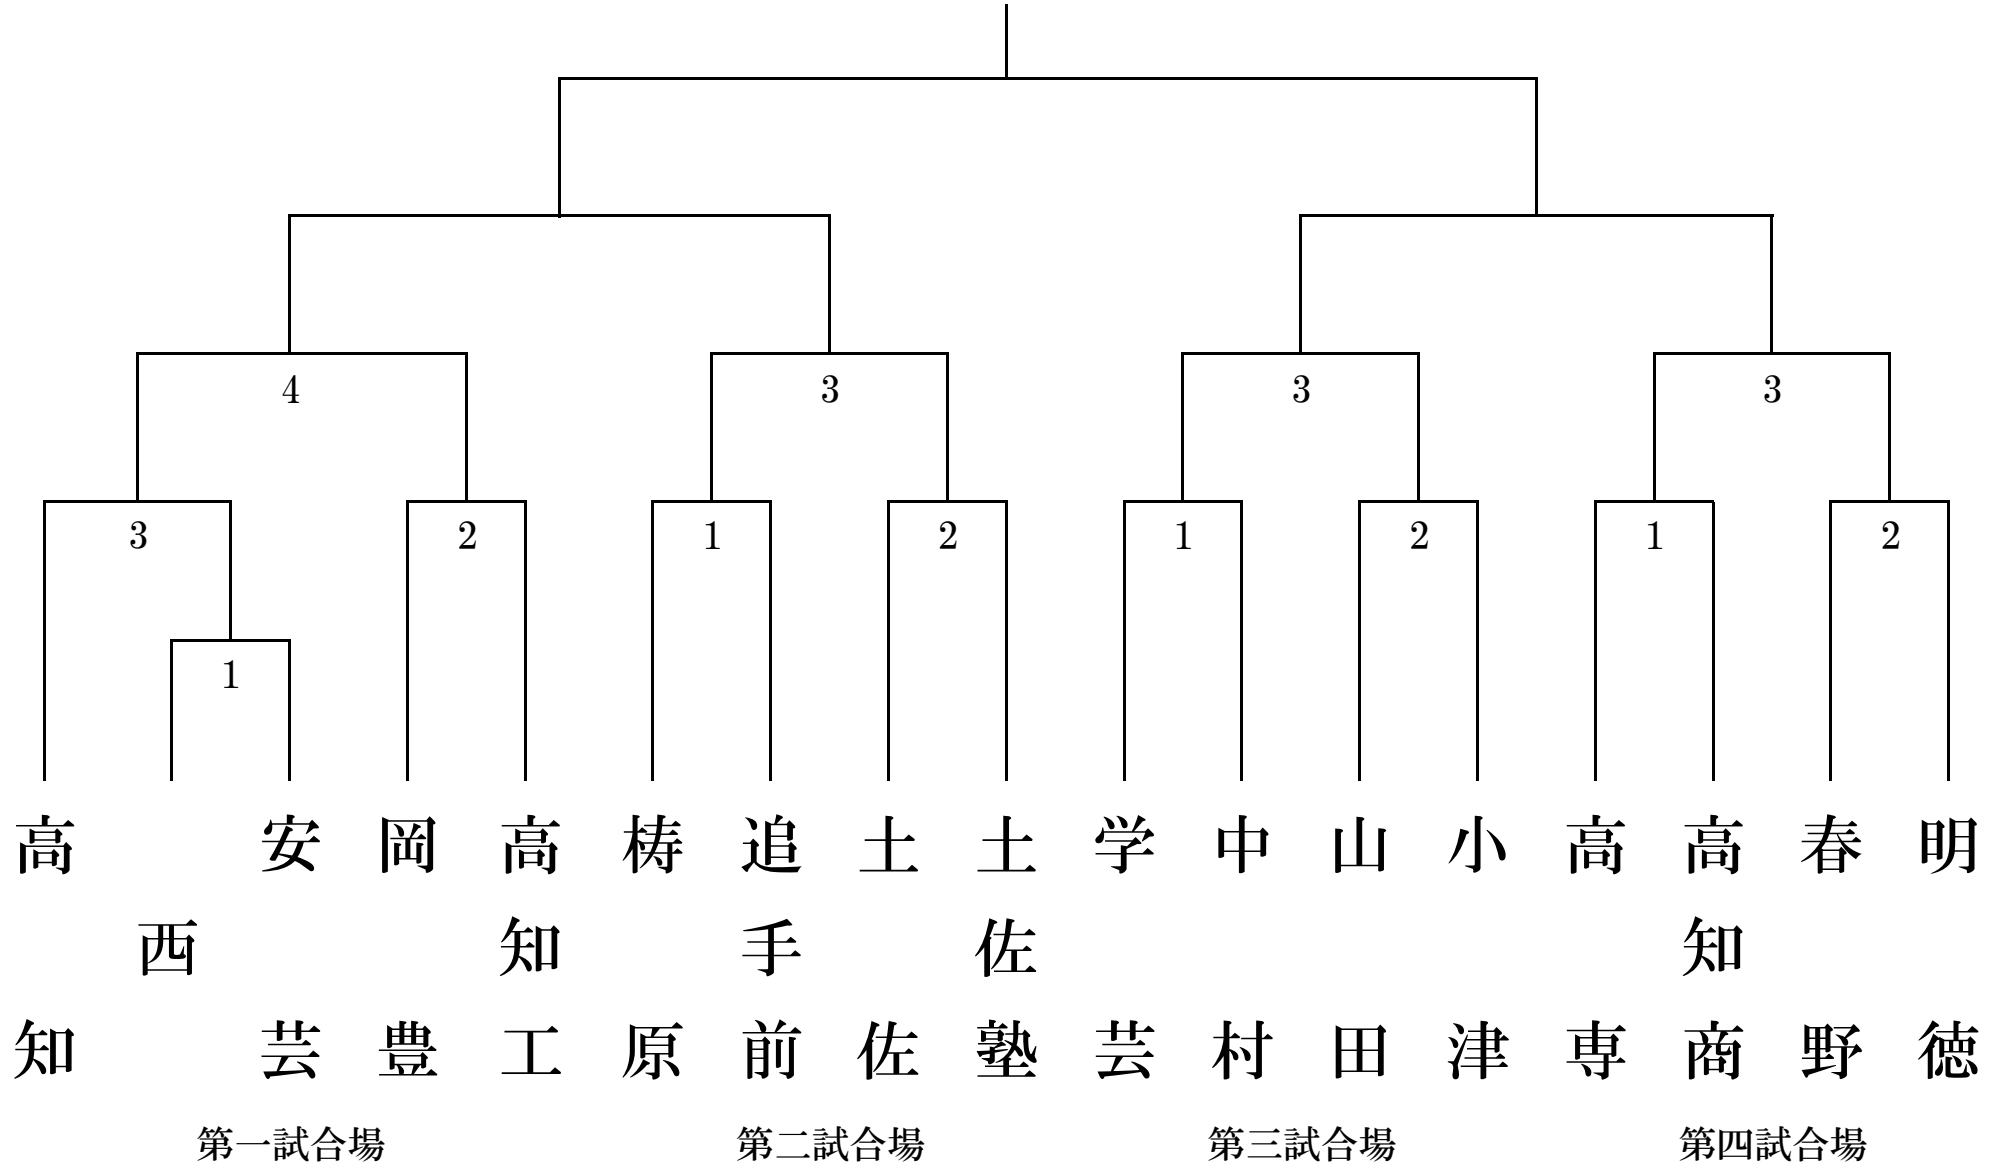 4
3
3
3
3
2
1
2
1
2
1
2
1
高知
西
安芸
岡豊
高知工
梼原
追手前
土佐
土佐塾
学芸
中村
山田
小津
高専
高知商
春野
明徳
第一試合場
第二試合場
第三試合場
第四試合場